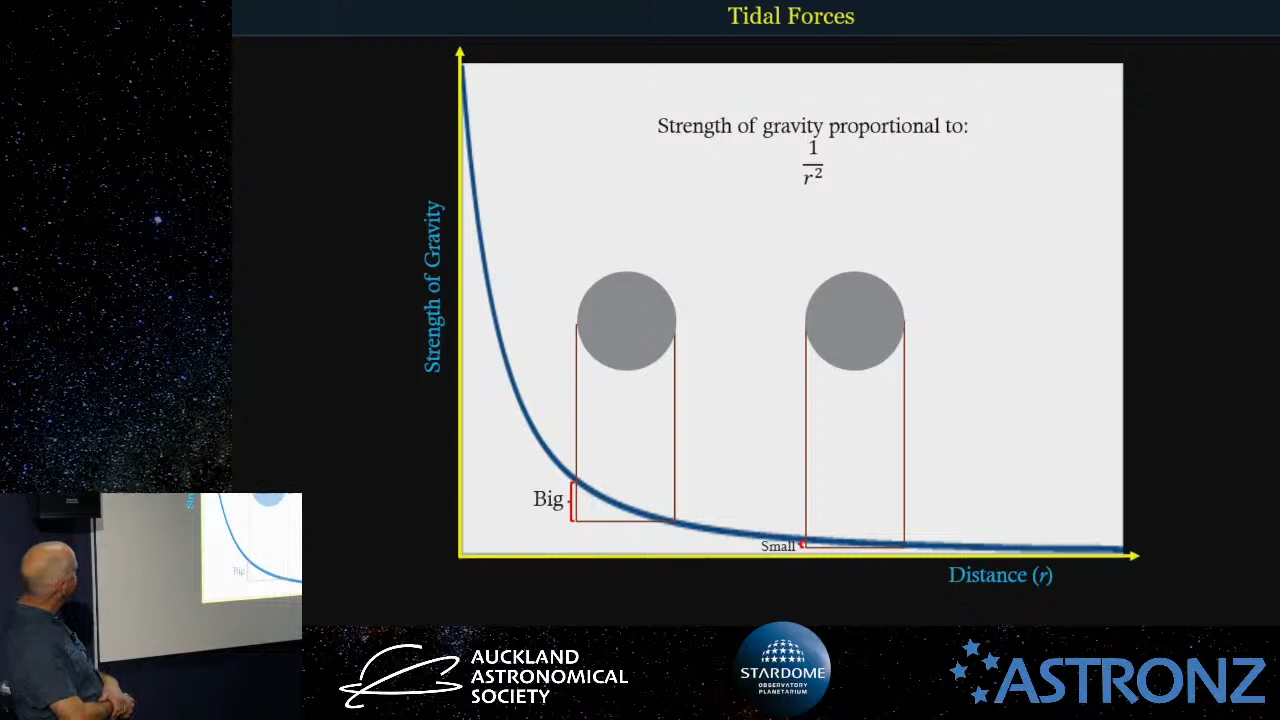 Tidal Forces
Strength of gravity proportional to:
1
r²
Strength of Gravity
Big
Small
Distance (r)
Big
AUCKLAND
ASTRONOMICAL
SOCIETY
STARDOME
OBSERVATORY
PLANETARIUM
ASTRONZ